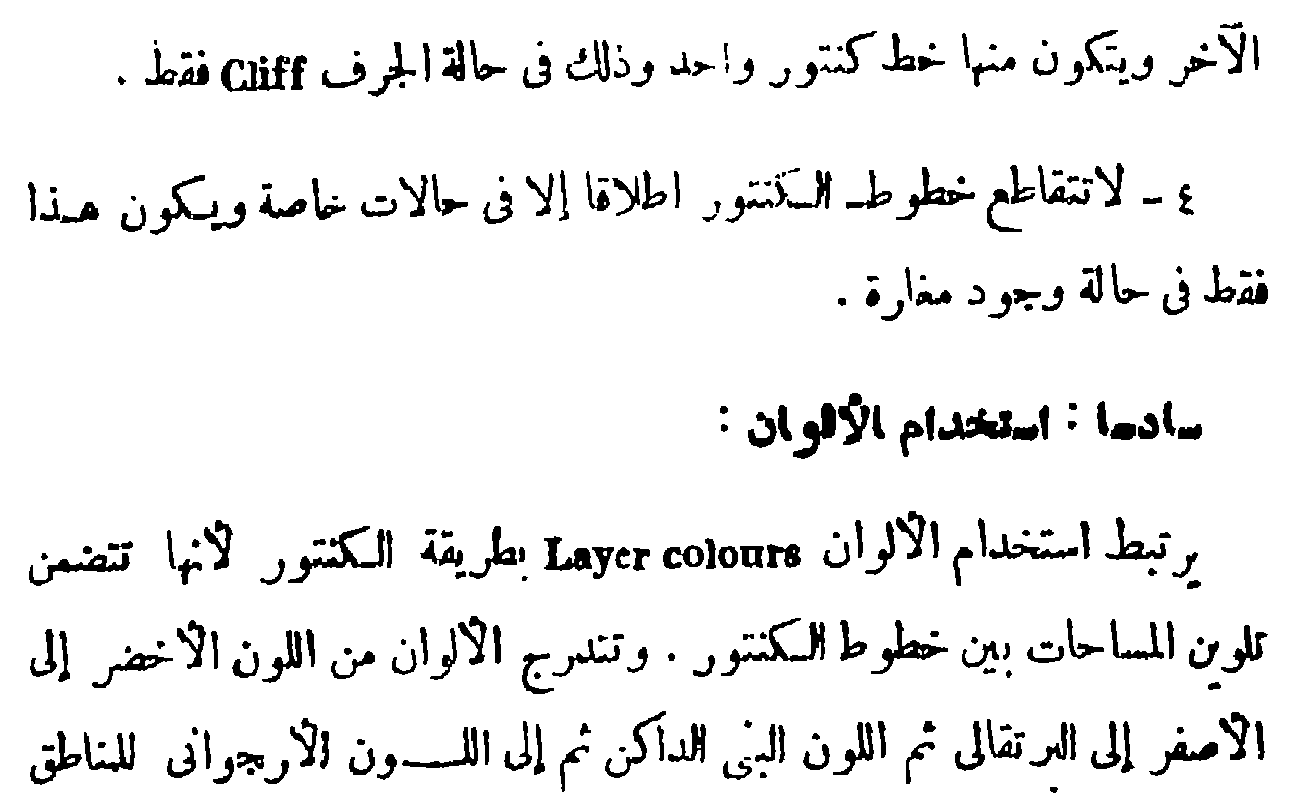 الآخر ويتكون منها خط كنتور واحد وذلك فى حالة الجرف Cliff فقط .
٤ - لا تتقاطع خطوط الكنتور اطلاقا إلا فى حالات خاصة ويكون هذا
فقط فى حالة وجود مغارة .
سادسا : استخدام الألوان :
يرتبط استخدام الألوان Layer colours بطريقة الكنتور لأنها تتضمن
تلوين المساحات بين خطوط الكنتور . وتتدرج الألوان من اللون الأخضر إلى
الأصفر إلى البرتقالى ثم اللون البنى الداكن ثم إلى اللون الأرجوانى للمناطق